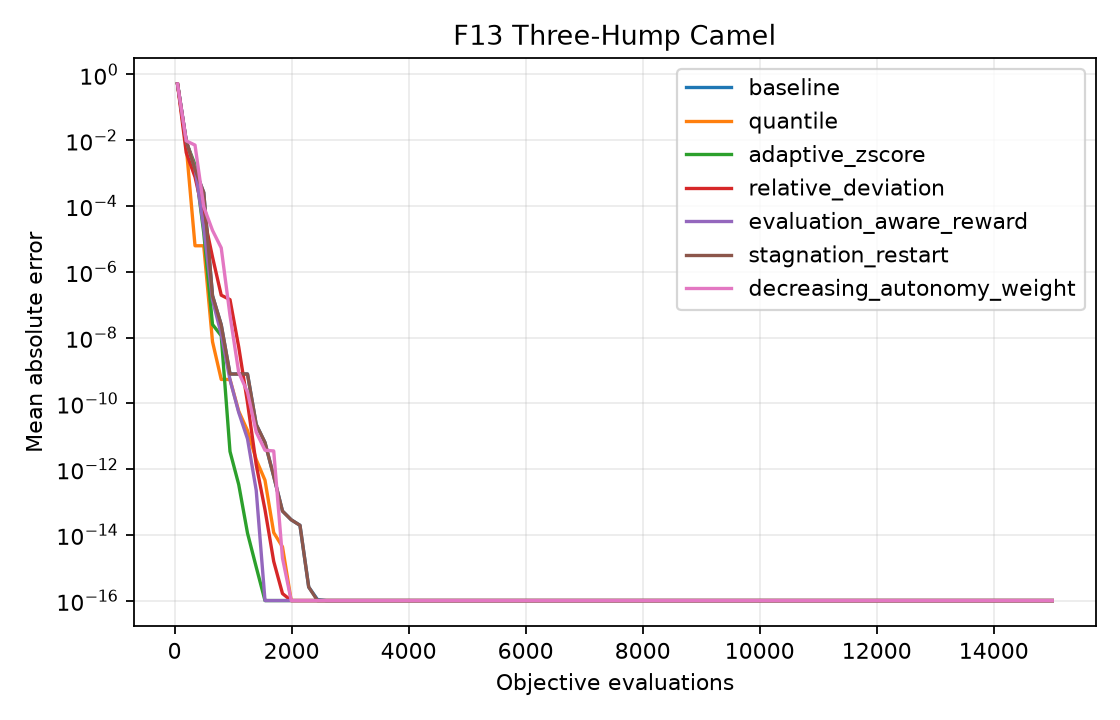 F13 Three-Hump Camel
Mean absolute error
10⁰
10⁻²
10⁻⁴
10⁻⁶
10⁻⁸
10⁻¹⁰
10⁻¹²
10⁻¹⁴
10⁻¹⁶
baseline
quantile
adaptive_zscore
relative_deviation
evaluation_aware_reward
stagnation_restart
decreasing_autonomy_weight
0 2000 4000 6000 8000 10000 12000 14000
Objective evaluations